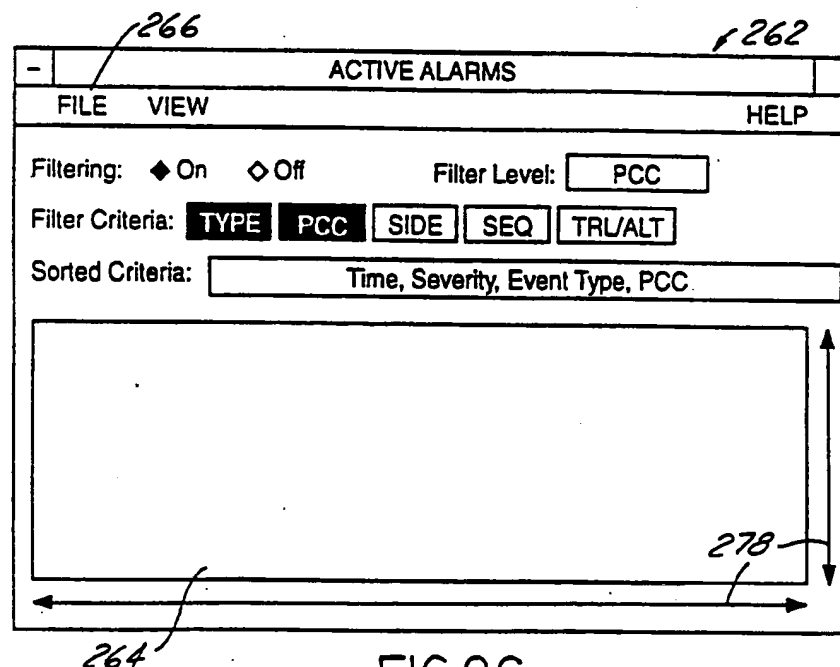 266
262
- ACTIVE ALARMS
FILE VIEW HELP
Filtering: On Off Filter Level: PCC
Filter Criteria: TYPE PCC SIDE SEQ TRL/ALT
Sorted Criteria: Time, Severity, Event Type, PCC
278
264